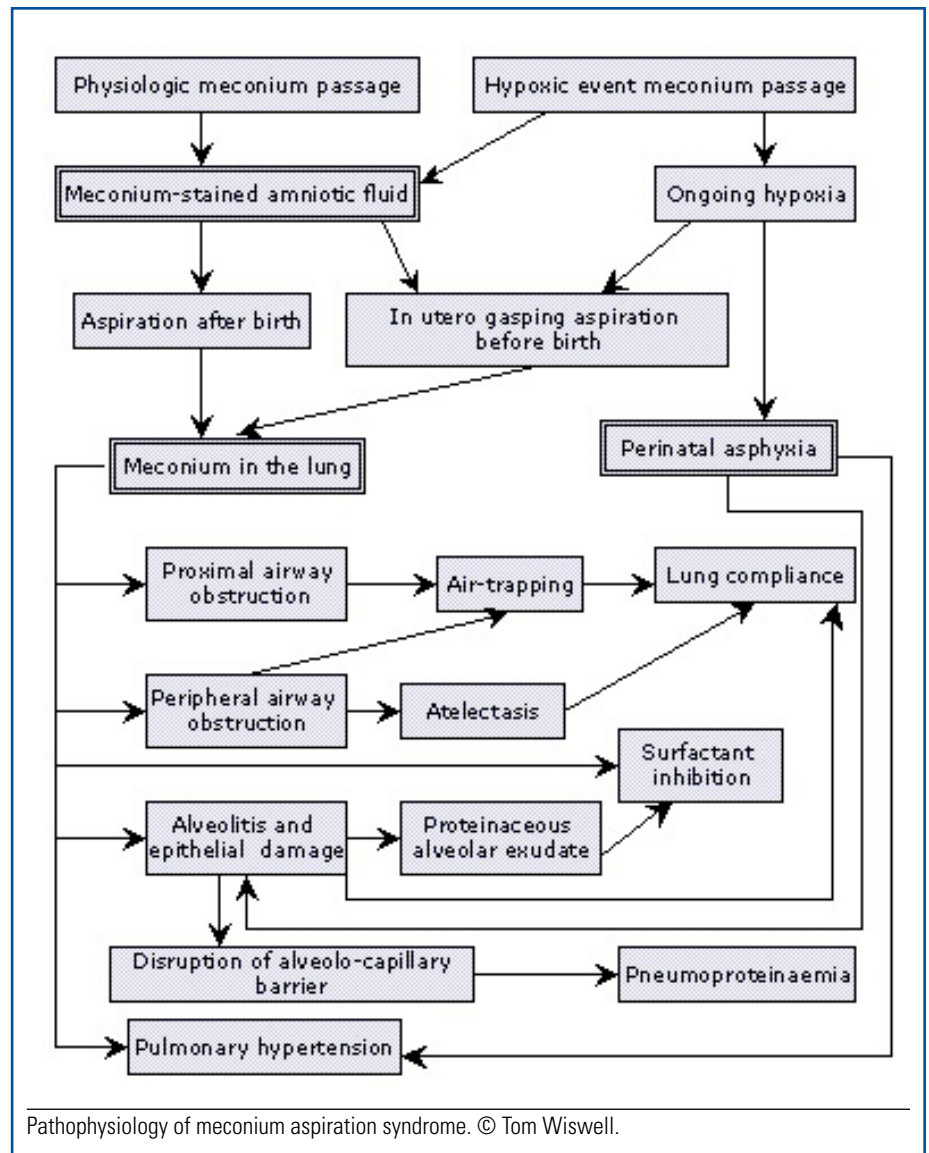 Physiologic meconium passage
Hypoxic event meconium passage
Meconium-stained amniotic fluid
Ongoing hypoxia
Aspiration after birth
In utero gasping aspiration
before birth
Meconium in the lung
Perinatal asphyxia
Proximal airway
obstruction
Air-trapping
Lung compliance
Peripheral airway
obstruction
Atelectasis
Surfactant
inhibition
Alveolitis and
epithelial damage
Proteinaceous
alveolar exudate
Disruption of alveolo-capillary
barrier
Pneumoproteinaemia
Pulmonary hypertension
Pathophysiology of meconium aspiration syndrome. © Tom Wiswell.